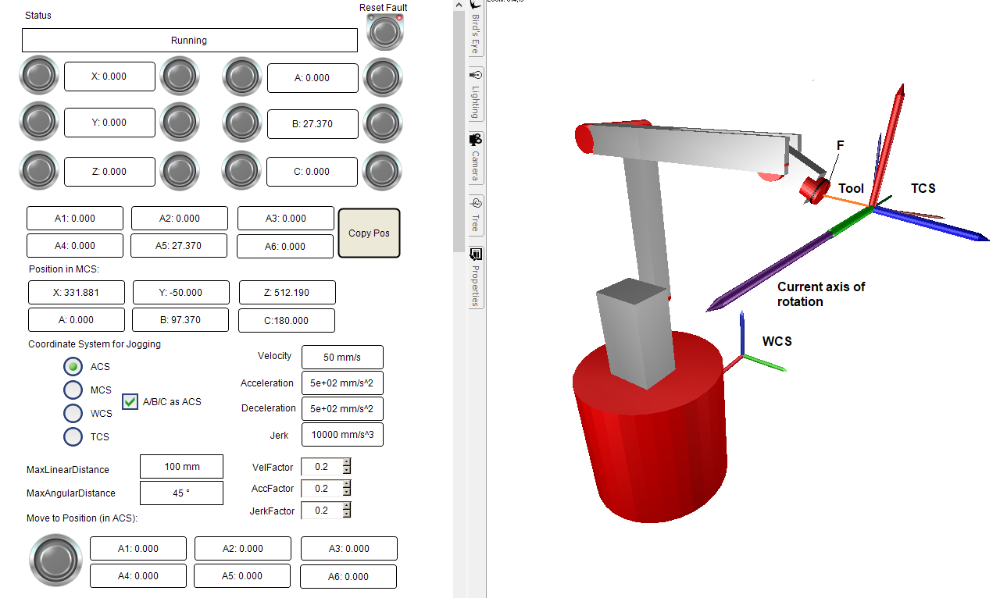 Status
Reset Fault
Running
X: 0.000
A: 0.000
Y: 0.000
B: 27.370
Z: 0.000
C: 0.000
A1: 0.000
A2: 0.000
A3: 0.000
A4: 0.000
A5: 27.370
A6: 0.000
Copy Pos
Position in MCS:
X: 331.881
Y: -50.000
Z: 512.190
A: 0.000
B: 97.370
C:180.000
Coordinate System for Jogging
ACS
MCS
WCS
TCS
A/B/C as ACS
Velocity
50 mm/s
Acceleration
5e+02 mm/s^2
Deceleration
5e+02 mm/s^2
Jerk
10000 mm/s^3
MaxLinearDistance
100 mm
MaxAngularDistance
45 °
VelFactor
0.2
AccFactor
0.2
JerkFactor
0.2
Move to Position (in ACS):
A1: 0.000
A2: 0.000
A3: 0.000
A4: 0.000
A5: 0.000
A6: 0.000
Bird's Eye
Lighting
Camera
Tree
Properties
F
Tool
TCS
Current axis of
rotation
WCS